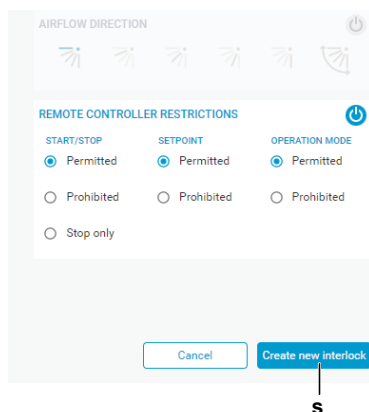 AIRFLOW DIRECTION
REMOTE CONTROLLER RESTRICTIONS
START/STOP SETPOINT OPERATION MODE
Permitted Permitted Permitted
Prohibited Prohibited Prohibited
Stop only
Cancel Create new interlock
s